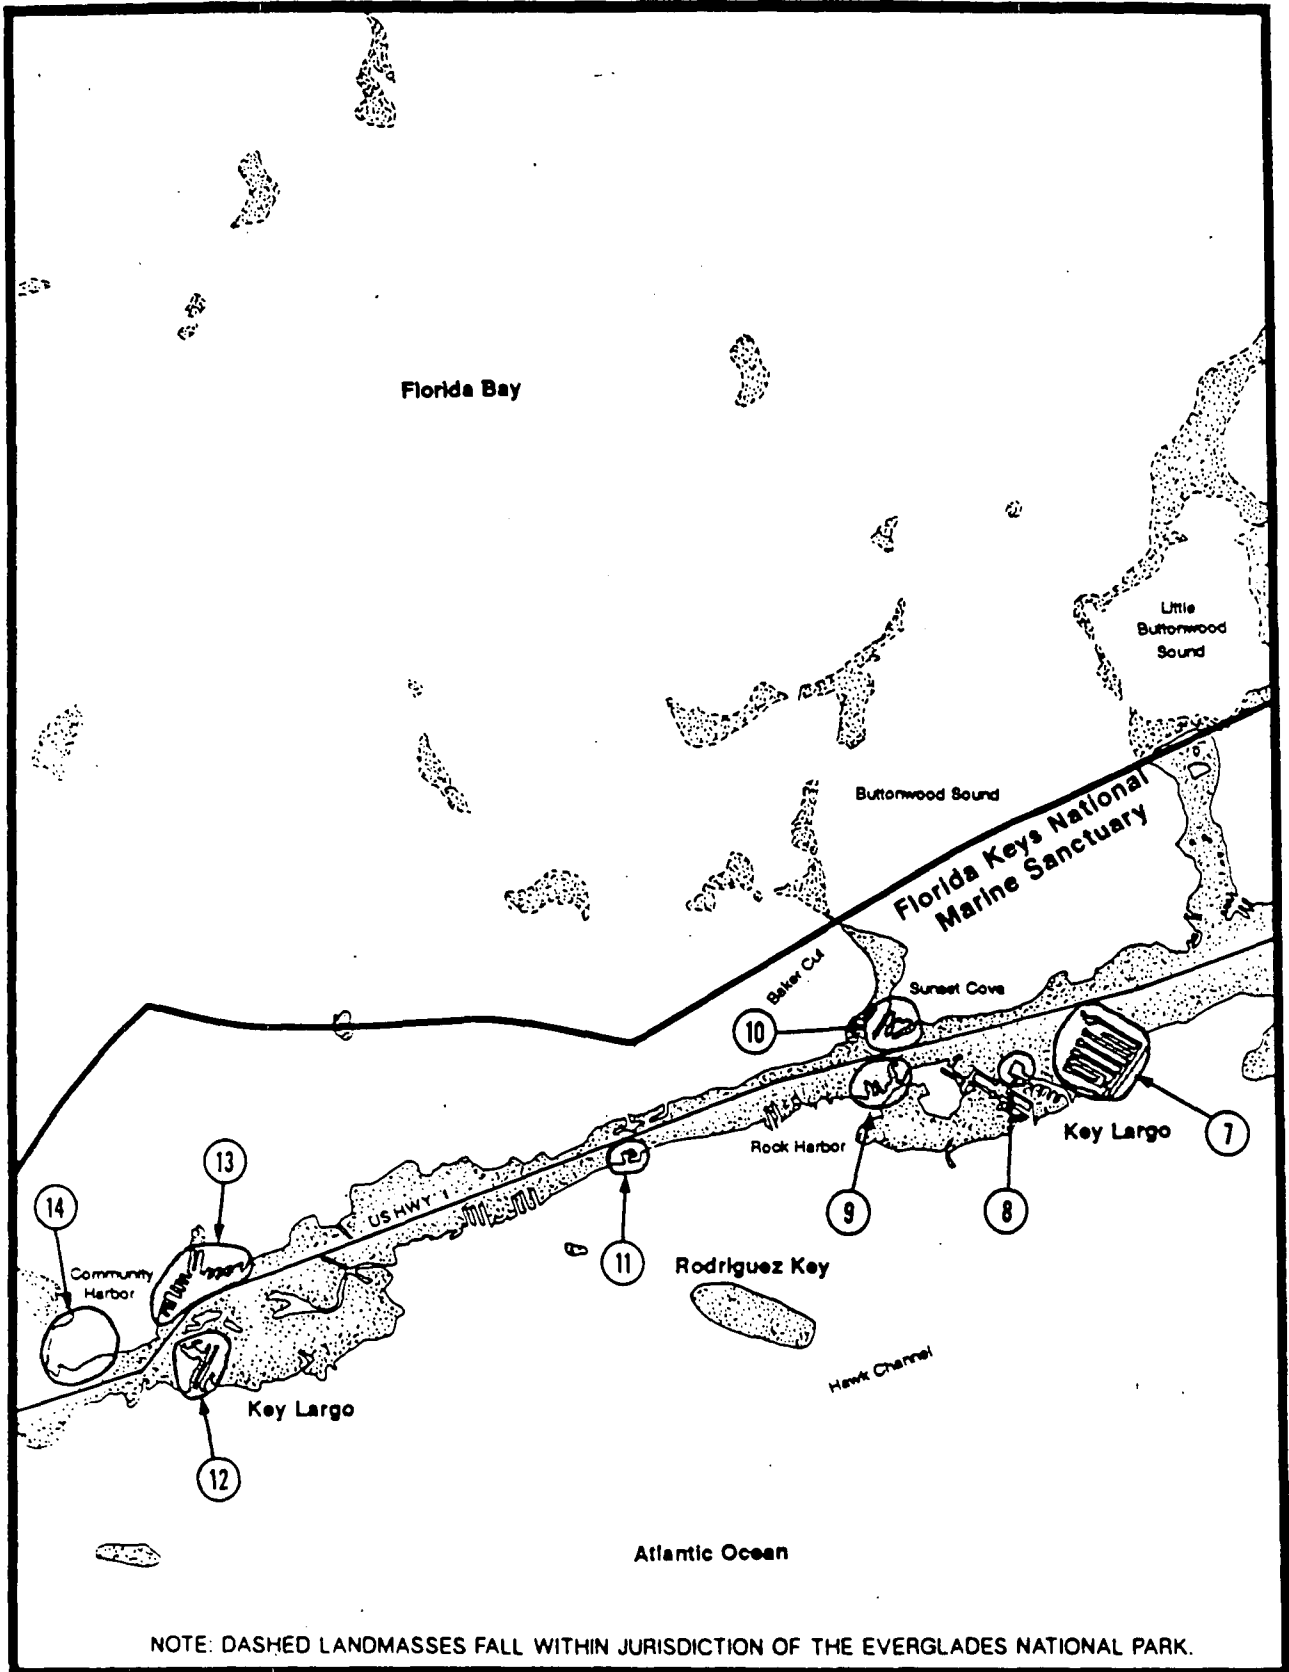 Florida Bay
Little
Buttonwood
Sound
Buttonwood Sound
Florida Keys National
Marine Sanctuary
Baker Cut
Sunset Cove
10
Key Largo
7
Rock Harbor
13
14
US HWY 1
9
8
11
Community
Harbor
Rodriguez Key
Hawk Channel
Key Largo
12
Atlantic Ocean
NOTE: DASHED LANDMASSES FALL WITHIN JURISDICTION OF THE EVERGLADES NATIONAL PARK.